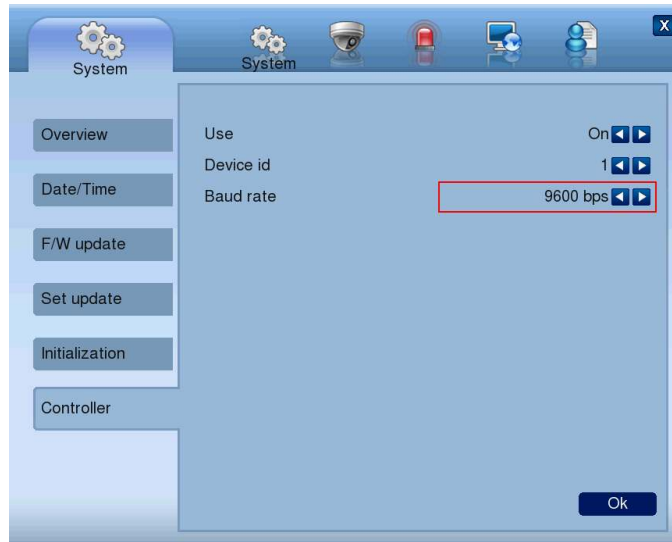 System
System
X
Overview
Date/Time
F/W update
Set update
Initialization
Controller
Use On
Device id 1
Baud rate 9600 bps
Ok